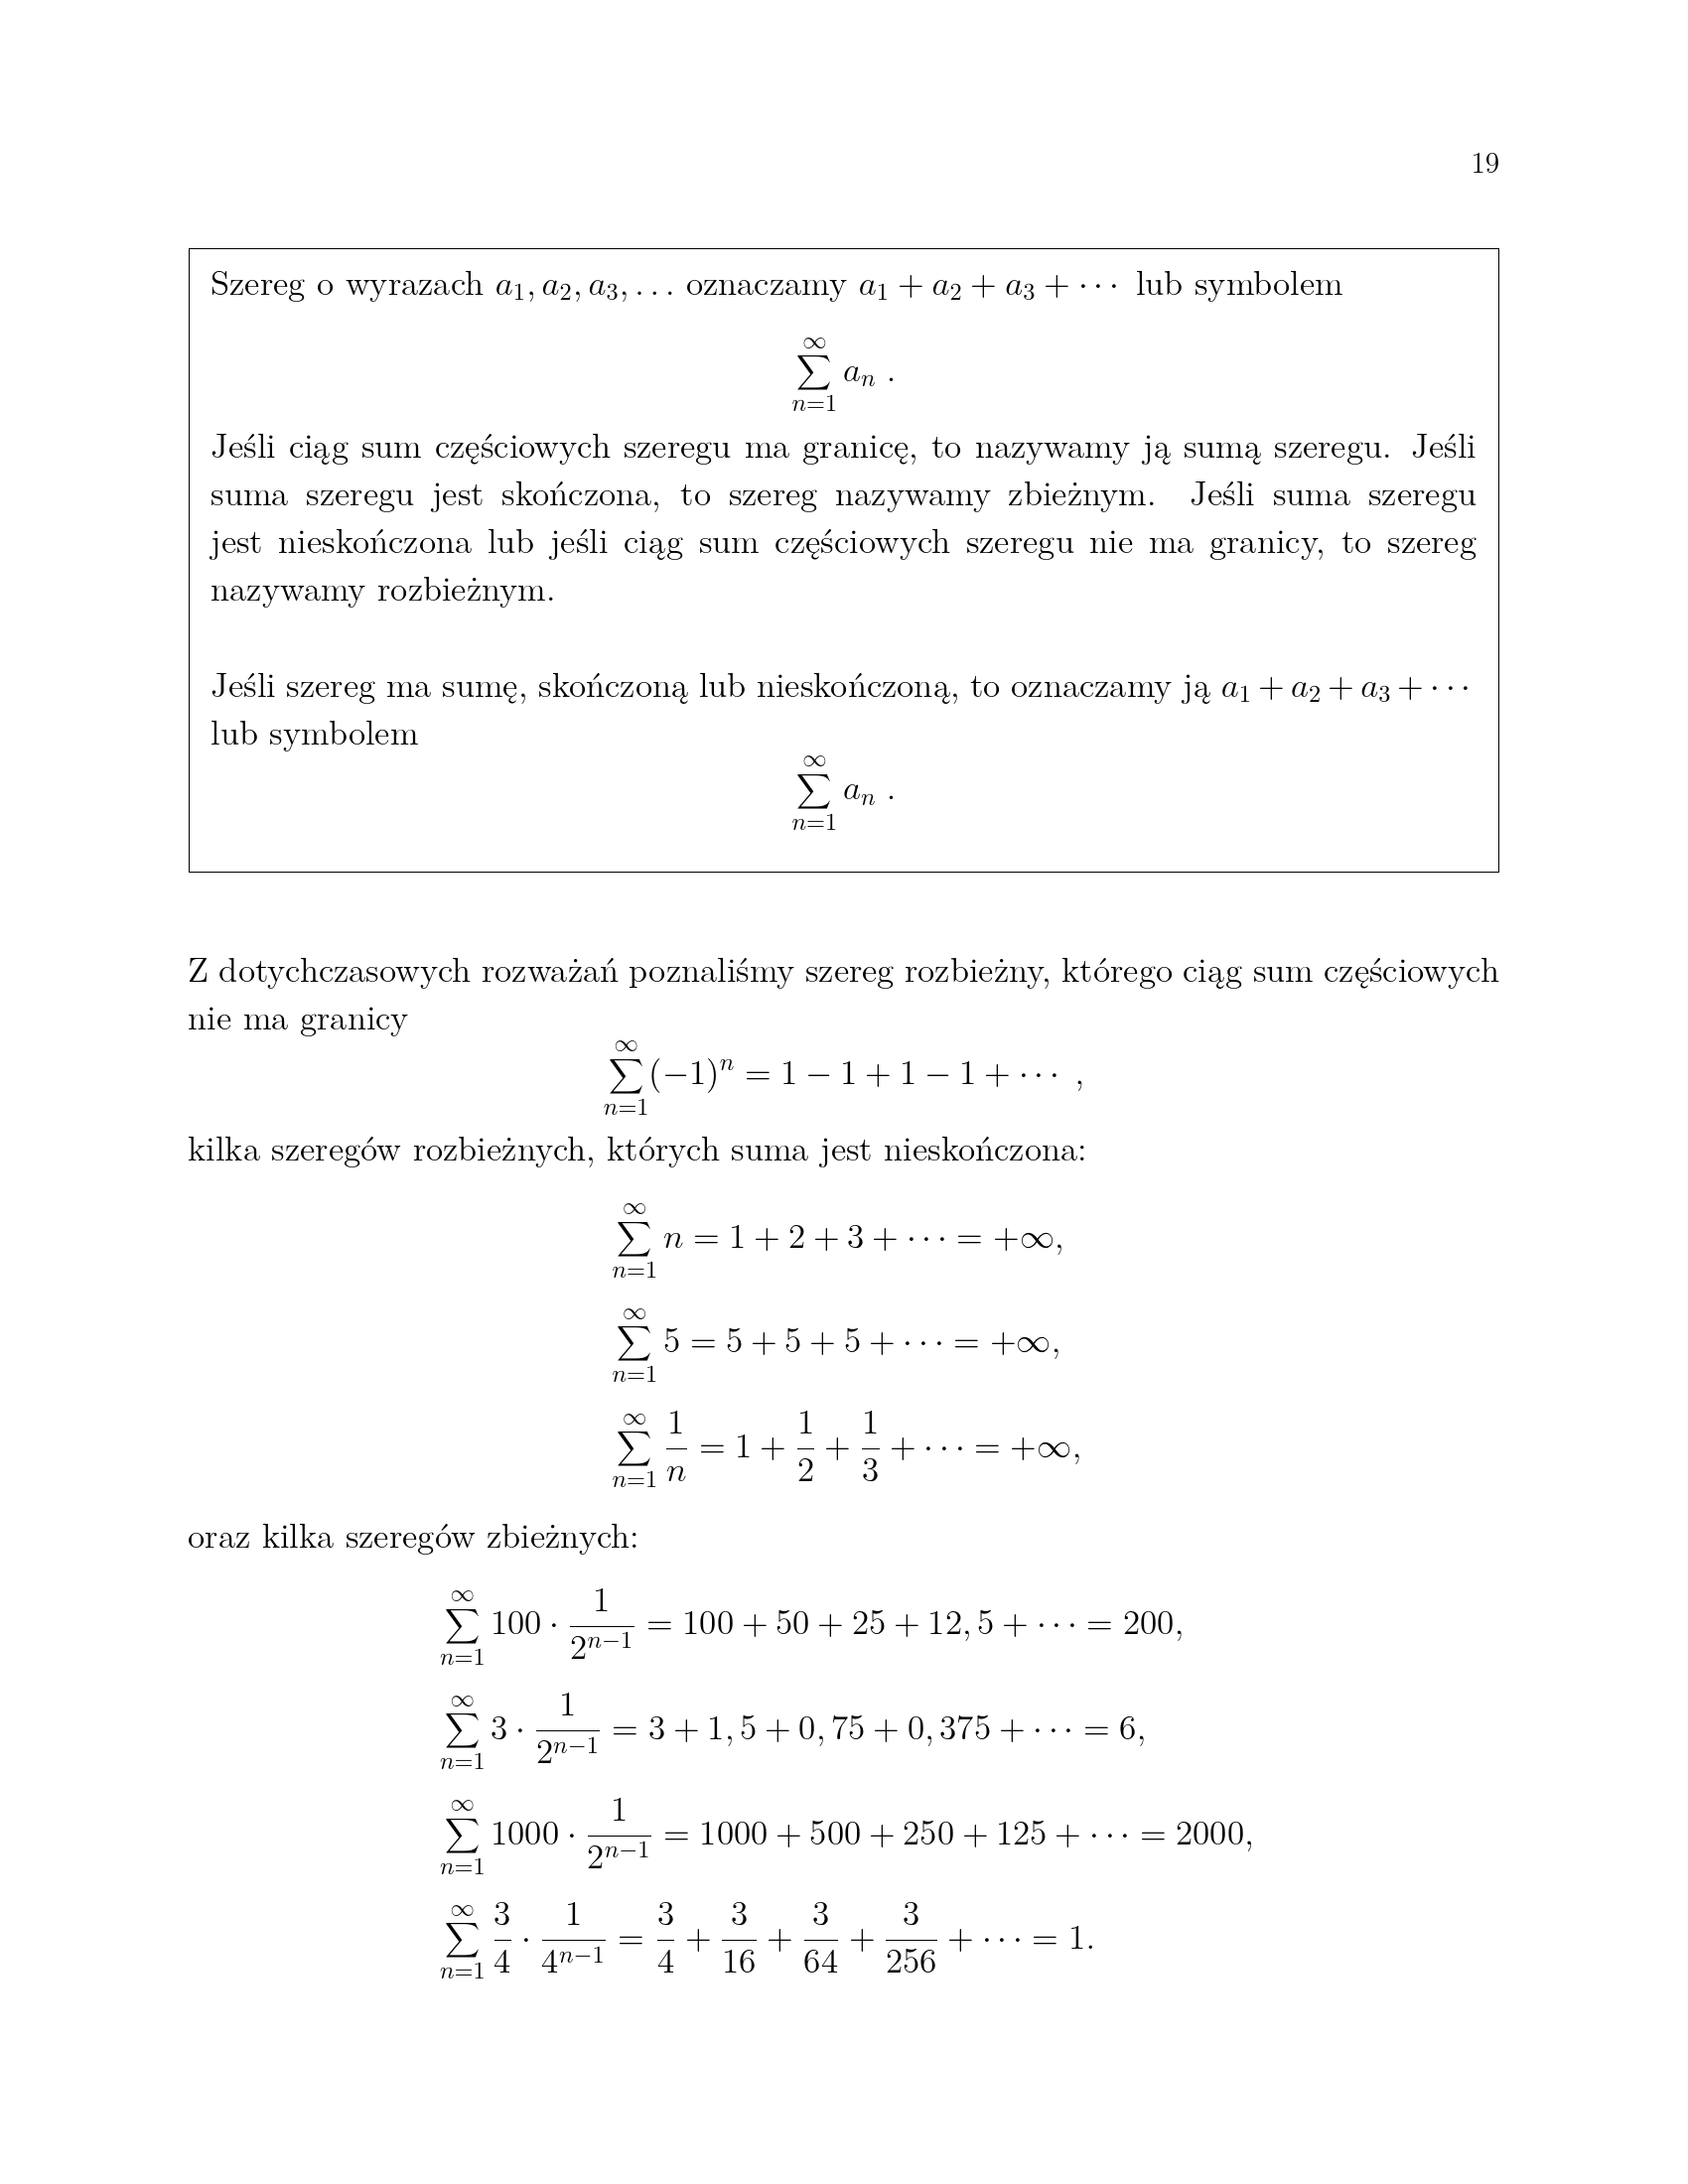 19
Szereg o wyrazach $a_1, a_2, a_3, \ldots$ oznaczamy $a_1 + a_2 + a_3 + \cdots$ lub symbolem
$\sum_{n=1}^{\infty} a_n$ .
Jeśli ciąg sum częściowych szeregu ma granicę, to nazywamy ją sumą szeregu. Jeśli
suma szeregu jest skończona, to szereg nazywamy zbieżnym. Jeśli suma szeregu
jest nieskończona lub jeśli ciąg sum częściowych szeregu nie ma granicy, to szereg
nazywamy rozbieżnym.
Jeśli szereg ma sumę, skończoną lub nieskończoną, to oznaczamy ją $a_1 + a_2 + a_3 + \cdots$
lub symbolem
$\sum_{n=1}^{\infty} a_n$ .
Z dotychczasowych rozważań poznaliśmy szereg rozbieżny, którego ciąg sum częściowych
nie ma granicy
$\sum_{n=1}^{\infty} (-1)^n = 1 - 1 + 1 - 1 + \cdots$ ,
kilka szeregów rozbieżnych, których suma jest nieskończona:
$\sum_{n=1}^{\infty} n = 1 + 2 + 3 + \cdots = +\infty,$
$\sum_{n=1}^{\infty} 5 = 5 + 5 + 5 + \cdots = +\infty,$
$\sum_{n=1}^{\infty} \frac{1}{n} = 1 + \frac{1}{2} + \frac{1}{3} + \cdots = +\infty,$
oraz kilka szeregów zbieżnych:
$\sum_{n=1}^{\infty} 100 \cdot \frac{1}{2^{n-1}} = 100 + 50 + 25 + 12,5 + \cdots = 200,$
$\sum_{n=1}^{\infty} 3 \cdot \frac{1}{2^{n-1}} = 3 + 1,5 + 0,75 + 0,375 + \cdots = 6,$
$\sum_{n=1}^{\infty} 1000 \cdot \frac{1}{2^{n-1}} = 1000 + 500 + 250 + 125 + \cdots = 2000,$
$\sum_{n=1}^{\infty} \frac{3}{4} \cdot \frac{1}{4^{n-1}} = \frac{3}{4} + \frac{3}{16} + \frac{3}{64} + \frac{3}{256} + \cdots = 1.$